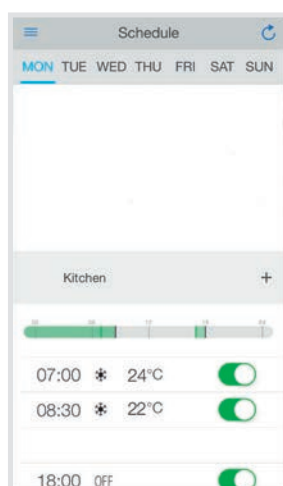 Schedule
MON TUE WED THU FRI SAT SUN
Kitchen +
07:00 24°C
08:30 22°C
18:00 OFF